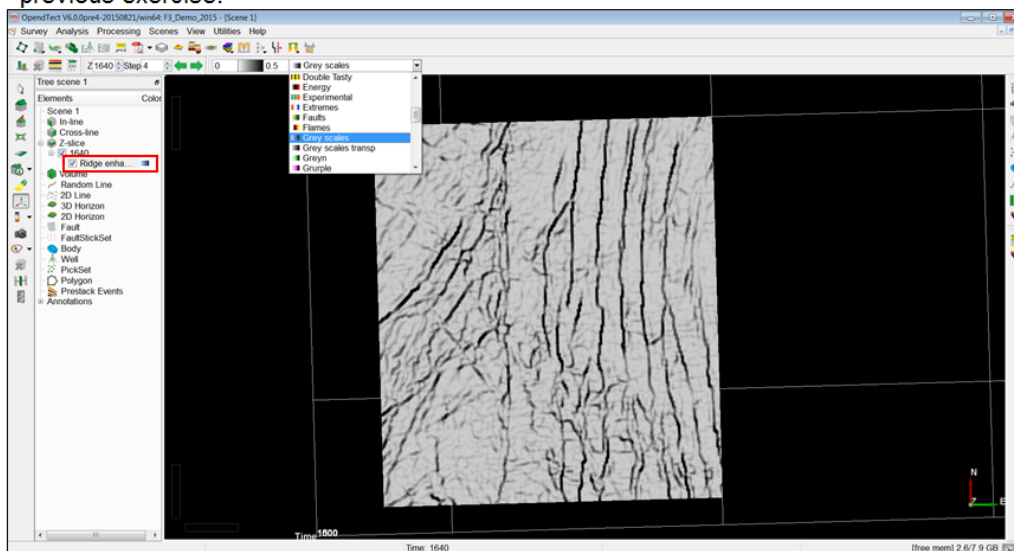 previous exercise.
OpendTect V6.0.0pre4-20150821/win64: F3_Demo_2015 - [Scene 1]
Survey Analysis Processing Scenes View Utilities Help
Z 1640 Step 4 0 0.5 Grey scales
Double Tasty
Energy
Experimental
Extremes
Faults
Flames
Grey scales
Grey scales transp
Greyn
Grurple
Tree scene 1
Elements Color
Scene 1
In-line
Cross-line
Z-slice
1640
Ridge enha...
Volume
Random Line
2D Line
3D Horizon
2D Horizon
Fault
FaultStickSet
Body
Well
PickSet
Polygon
Prestack Events
Annotations
N
Z E
Time
Time: 1640 [free mem] 2.6/7.9 GB